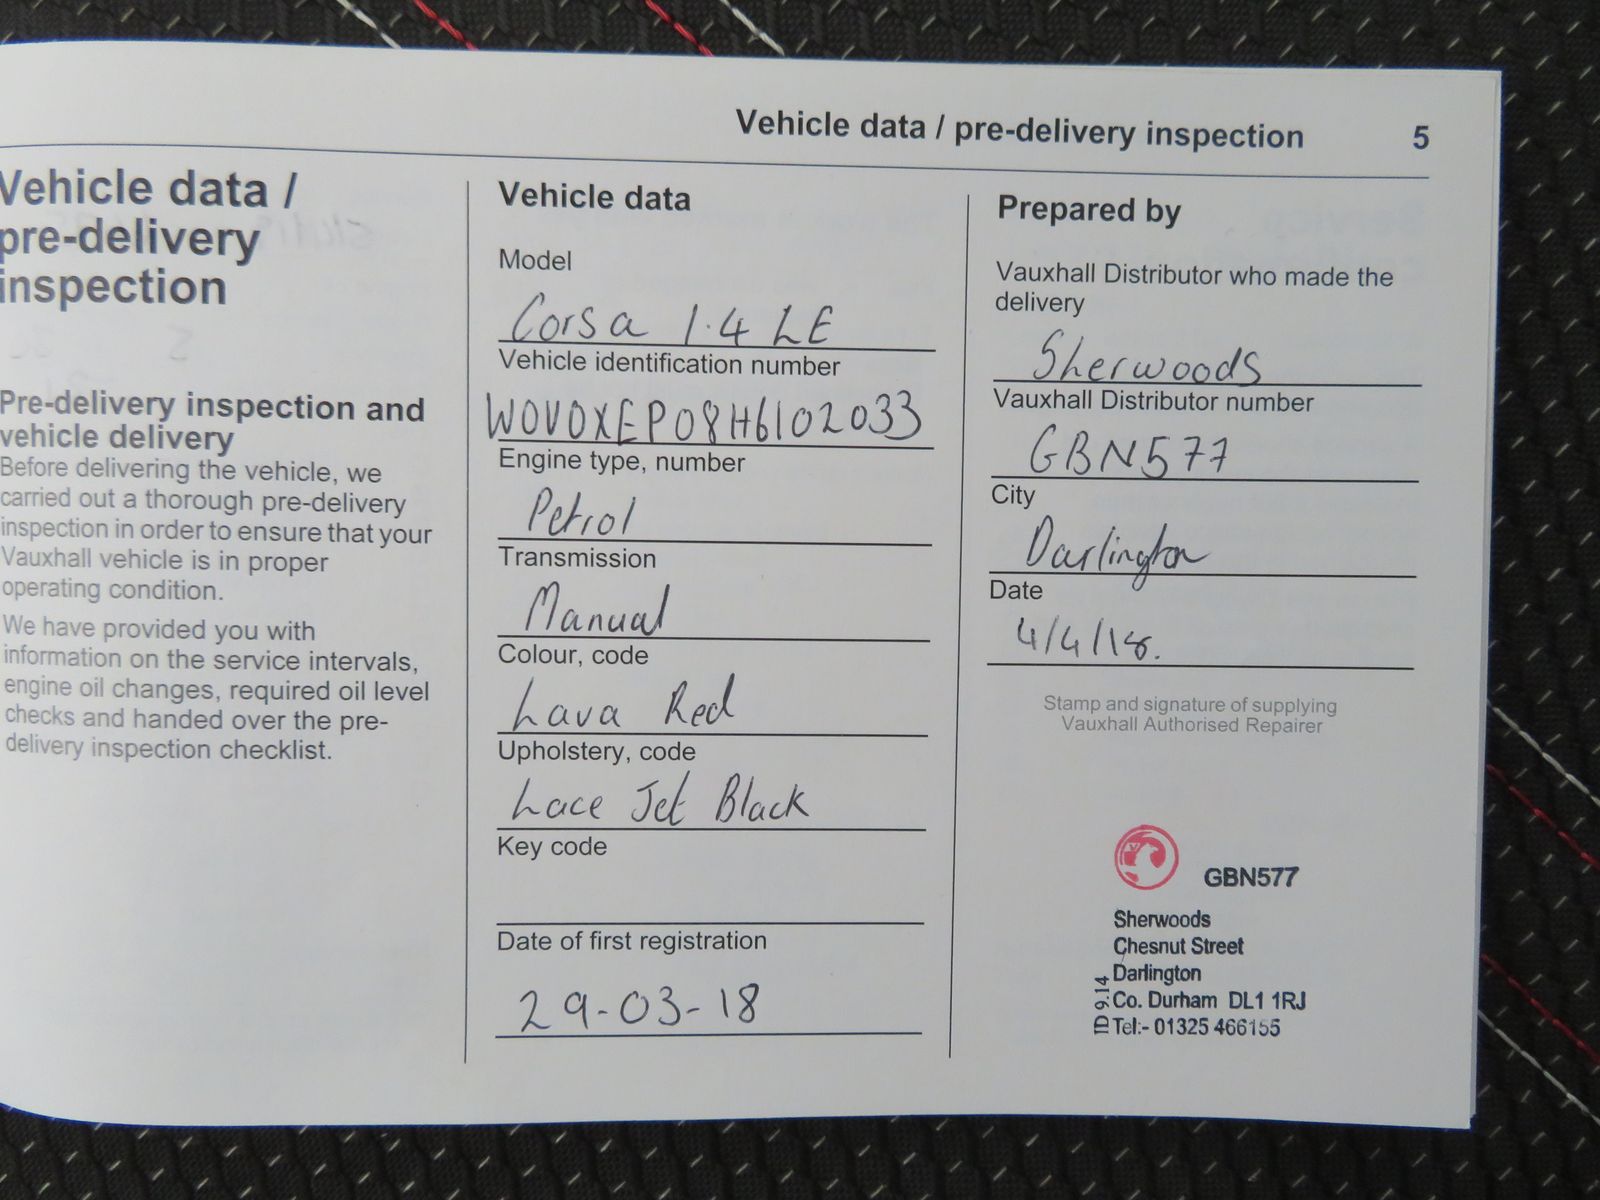 Vehicle data / pre-delivery inspection 5
Vehicle data /
pre-delivery
inspection
Pre-delivery inspection and
vehicle delivery
Before delivering the vehicle, we
carried out a thorough pre-delivery
inspection in order to ensure that your
Vauxhall vehicle is in proper
operating condition.
We have provided you with
information on the service intervals,
engine oil changes, required oil level
checks and handed over the pre-
delivery inspection checklist.
Vehicle data
Model
Corsa 1.4 LE
Vehicle identification number
W0V0XEP08H6102033
Engine type, number
Petrol
Transmission
Manual
Colour, code
Lava Red
Upholstery, code
Lace Jet Black
Key code
Date of first registration
29-03-18
Prepared by
Vauxhall Distributor who made the
delivery
Sherwoods
Vauxhall Distributor number
GBN577
City
Darlington
Date
4/4/18.
Stamp and signature of supplying
Vauxhall Authorised Repairer
GBN577
Sherwoods
Chesnut Street
Darlington
Co. Durham DL1 1RJ
Tel:- 01325 466155
ID 9.14